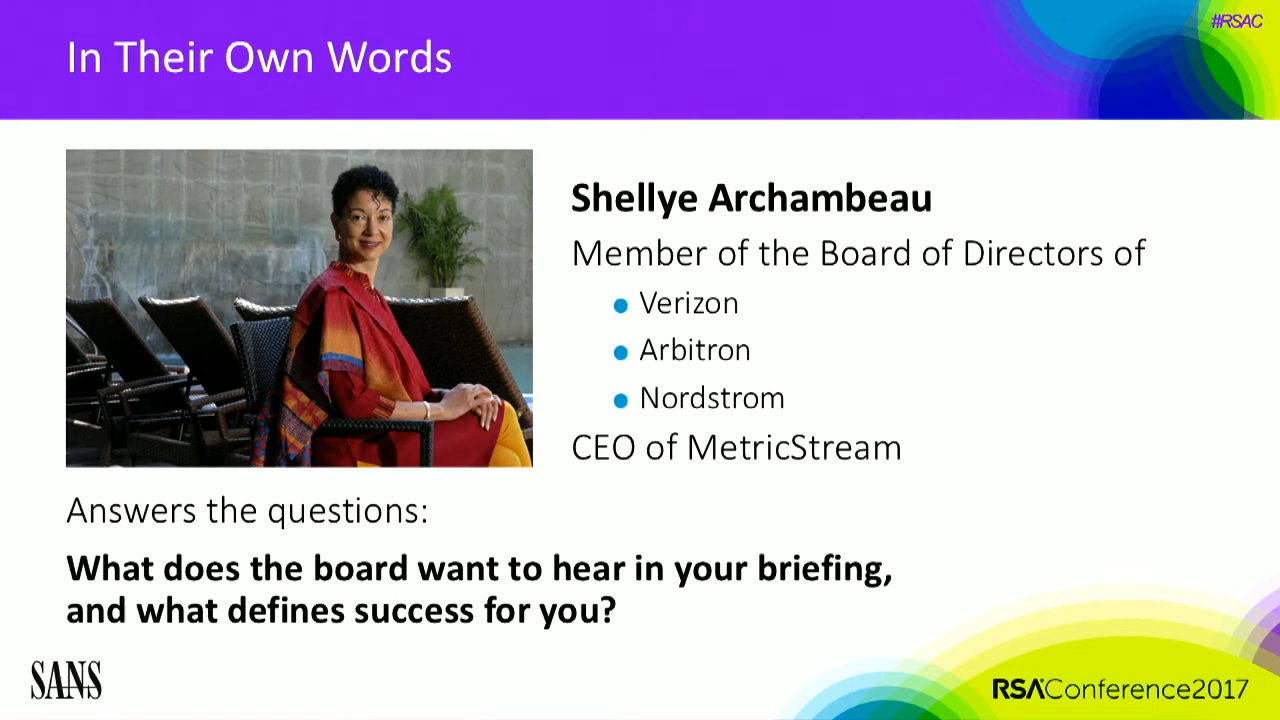 #RSAC
In Their Own Words
Shellye Archambeau
Member of the Board of Directors of
● Verizon
● Arbitron
● Nordstrom
CEO of MetricStream
Answers the questions:
What does the board want to hear in your briefing,
and what defines success for you?
SANS
RSAConference2017